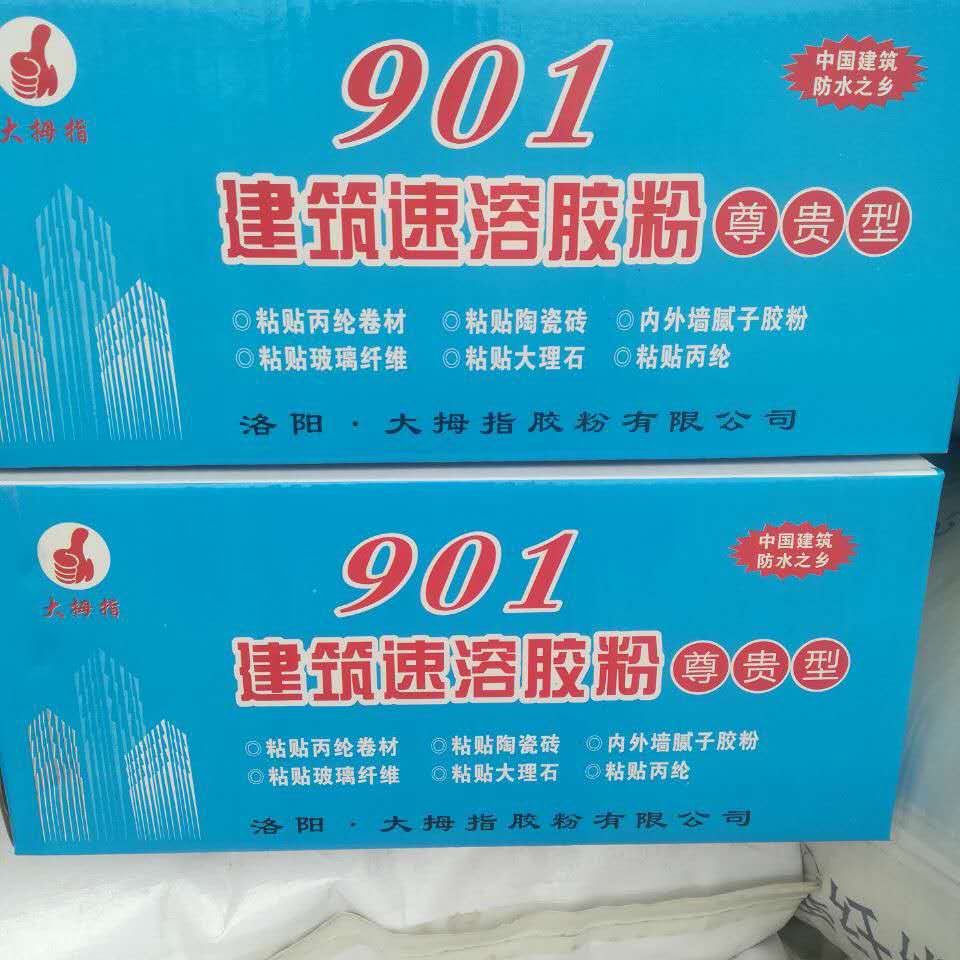 大拇指
901
中国建筑
防水之乡
建筑速溶胶粉 尊贵型
◎粘贴丙纶卷材 ◎粘贴陶瓷砖 ◎内外墙腻子胶粉
◎粘贴玻璃纤维 ◎粘贴大理石 ◎粘贴丙纶
洛阳·大拇指胶粉有限公司
大拇指
901
中国建筑
防水之乡
建筑速溶胶粉 尊贵型
◎粘贴丙纶卷材 ◎粘贴陶瓷砖 ◎内外墙腻子胶粉
◎粘贴玻璃纤维 ◎粘贴大理石 ◎粘贴丙纶
洛阳·大拇指胶粉有限公司